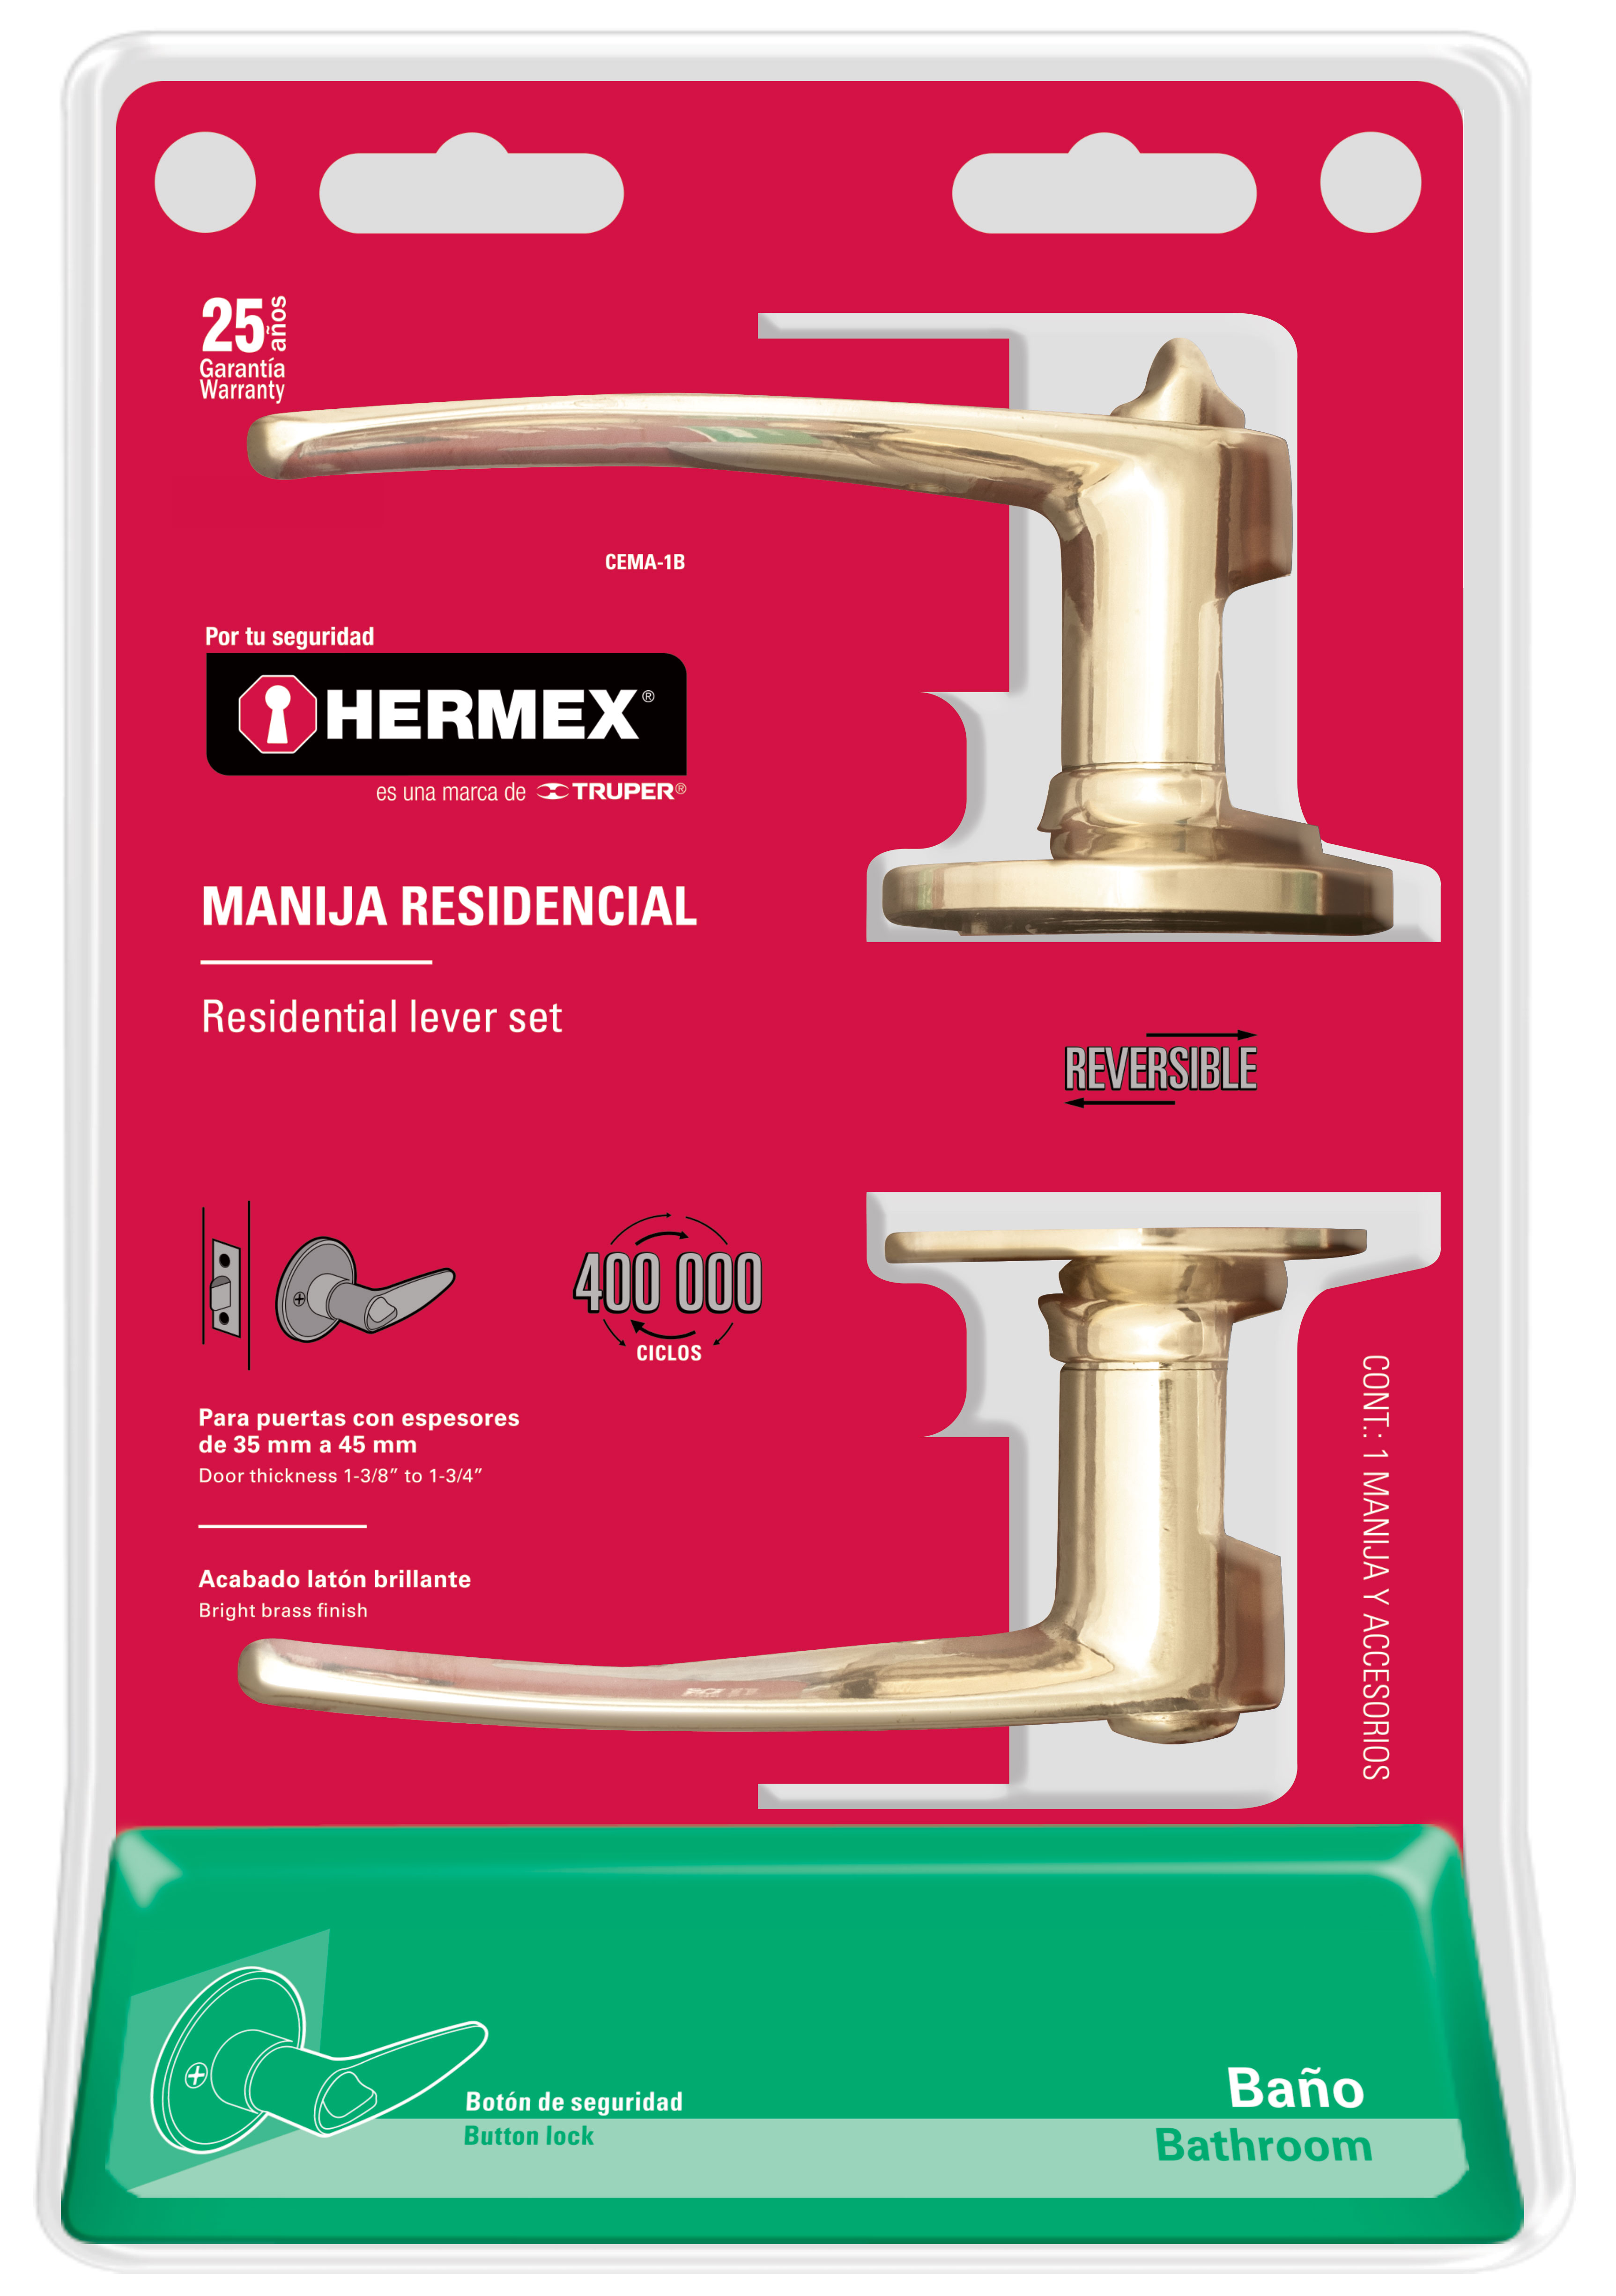 25 años
Garantía
Warranty
CEMA-1B
Por tu seguridad
HERMEX®
es una marca de TRUPER®
MANIJA RESIDENCIAL
Residential lever set
REVERSIBLE
400 000
CICLOS
Para puertas con espesores
de 35 mm a 45 mm
Door thickness 1-3/8” to 1-3/4”
Acabado latón brillante
Bright brass finish
CONT.: 1 MANIJA Y ACCESORIOS
Botón de seguridad
Button lock
Baño
Bathroom